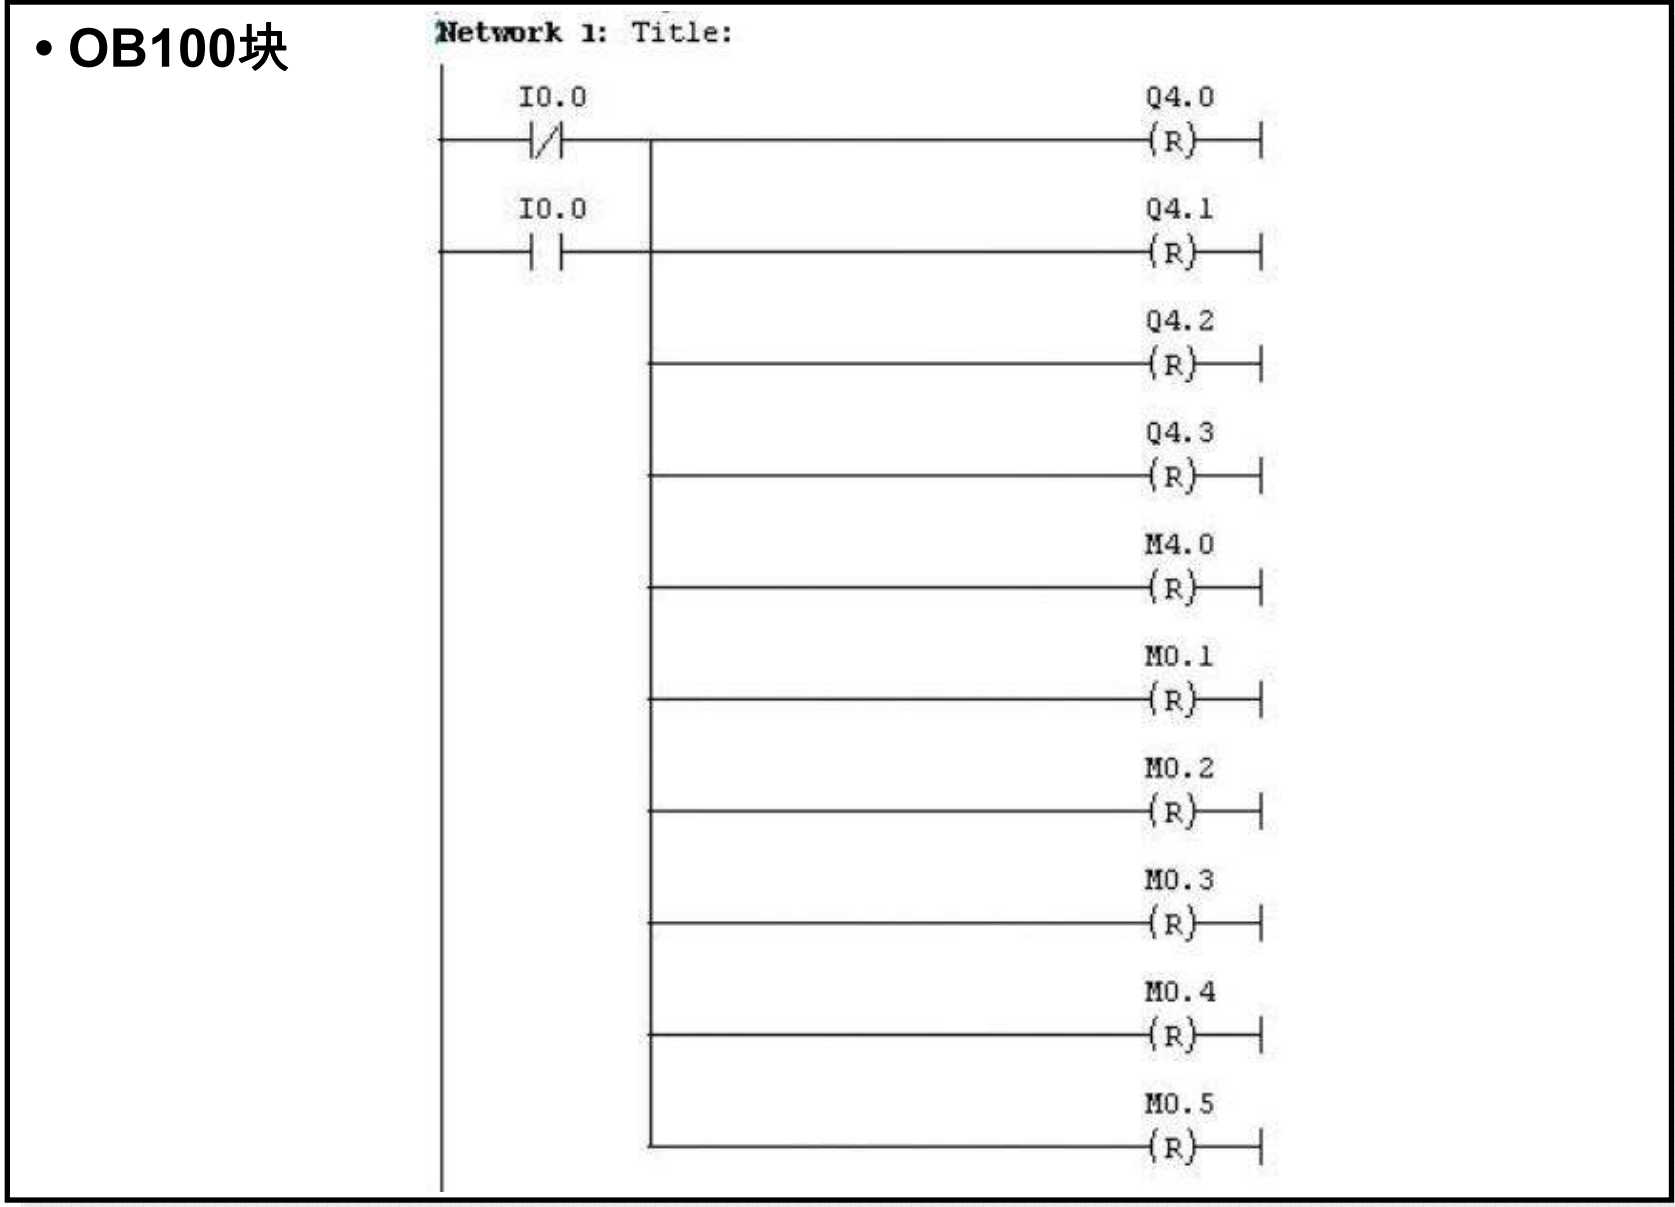 • OB100块
Network 1: Title:
I0.0 Q4.0
(R)
I0.0 Q4.1
(R)
Q4.2
(R)
Q4.3
(R)
M4.0
(R)
M0.1
(R)
M0.2
(R)
M0.3
(R)
M0.4
(R)
M0.5
(R)